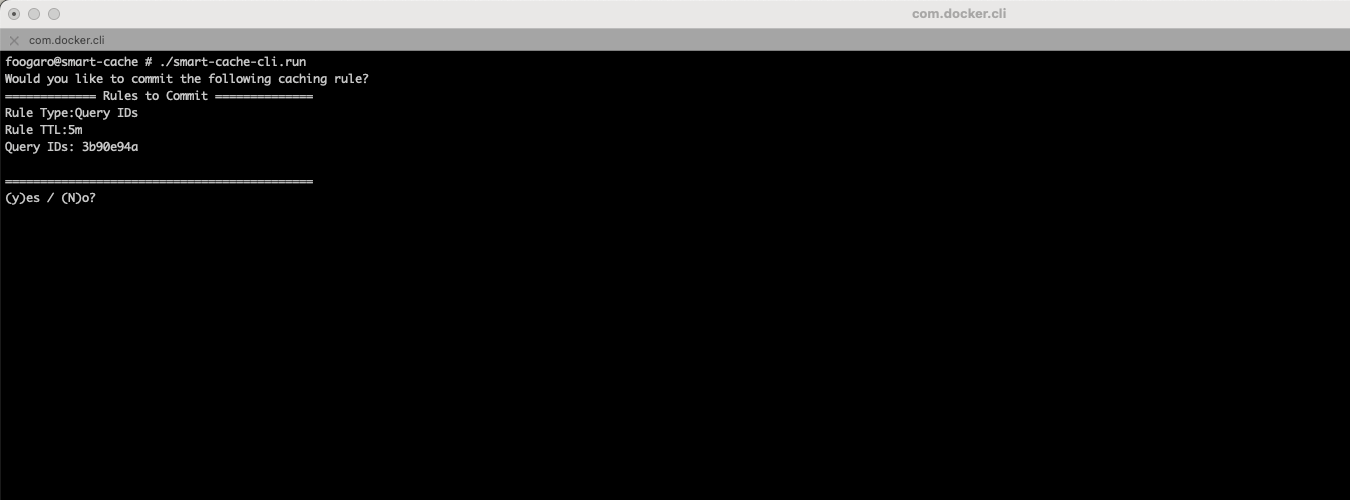 com.docker.cli
com.docker.cli
foogaro@smart-cache # ./smart-cache-cli.run
Would you like to commit the following caching rule?
============= Rules to Commit ==============
Rule Type:Query IDs
Rule TTL:5m
Query IDs: 3b90e94a
============================================
(y)es / (N)o?